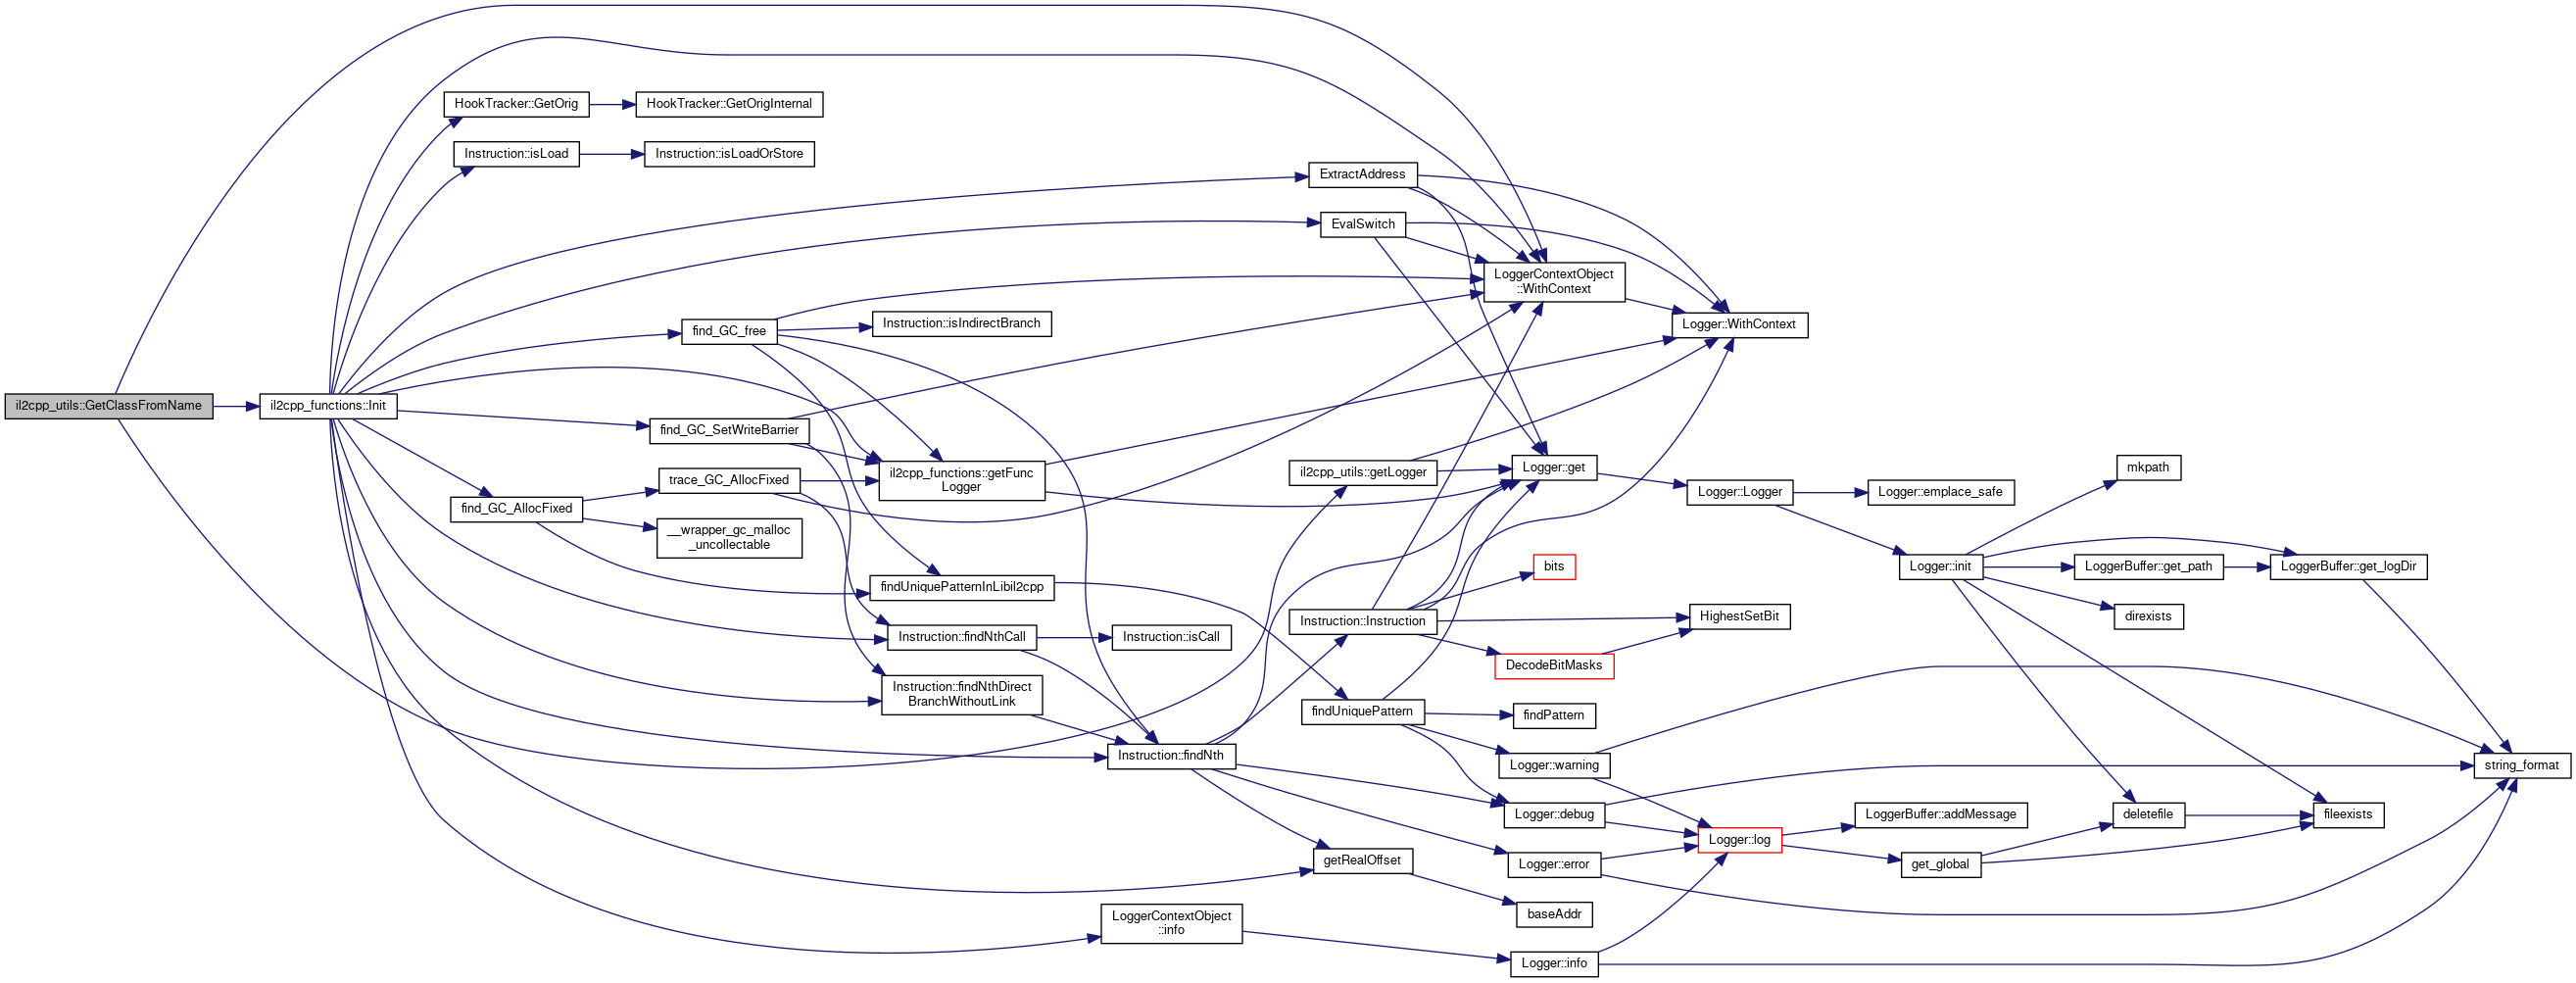 HookTracker::GetOrig
HookTracker::GetOrigInternal
Instruction::isLoad
Instruction::isLoadOrStore
ExtractAddress
EvalSwitch
LoggerContextObject
::WithContext
find_GC_free
Instruction::isIndirectBranch
Logger::WithContext
il2cpp_utils::GetClassFromName
il2cpp_functions::Init
find_GC_SetWriteBarrier
trace_GC_AllocFixed
il2cpp_functions::getFunc
Logger
il2cpp_utils::getLogger
Logger::get
mkpath
find_GC_AllocFixed
Logger::Logger
Logger::emplace_safe
__wrapper_gc_malloc
_uncollectable
bits
Logger::init
LoggerBuffer::get_path
LoggerBuffer::get_logDir
findUniquePatternInLibil2cpp
Instruction::Instruction
HighestSetBit
direxists
Instruction::findNthCall
Instruction::isCall
DecodeBitMasks
Instruction::findNthDirect
BranchWithoutLink
findUniquePattern
findPattern
Instruction::findNth
Logger::warning
string_format
Logger::debug
LoggerBuffer::addMessage
deletefile
fileexists
Logger::log
getRealOffset
Logger::error
get_global
LoggerContextObject
::info
baseAddr
Logger::info